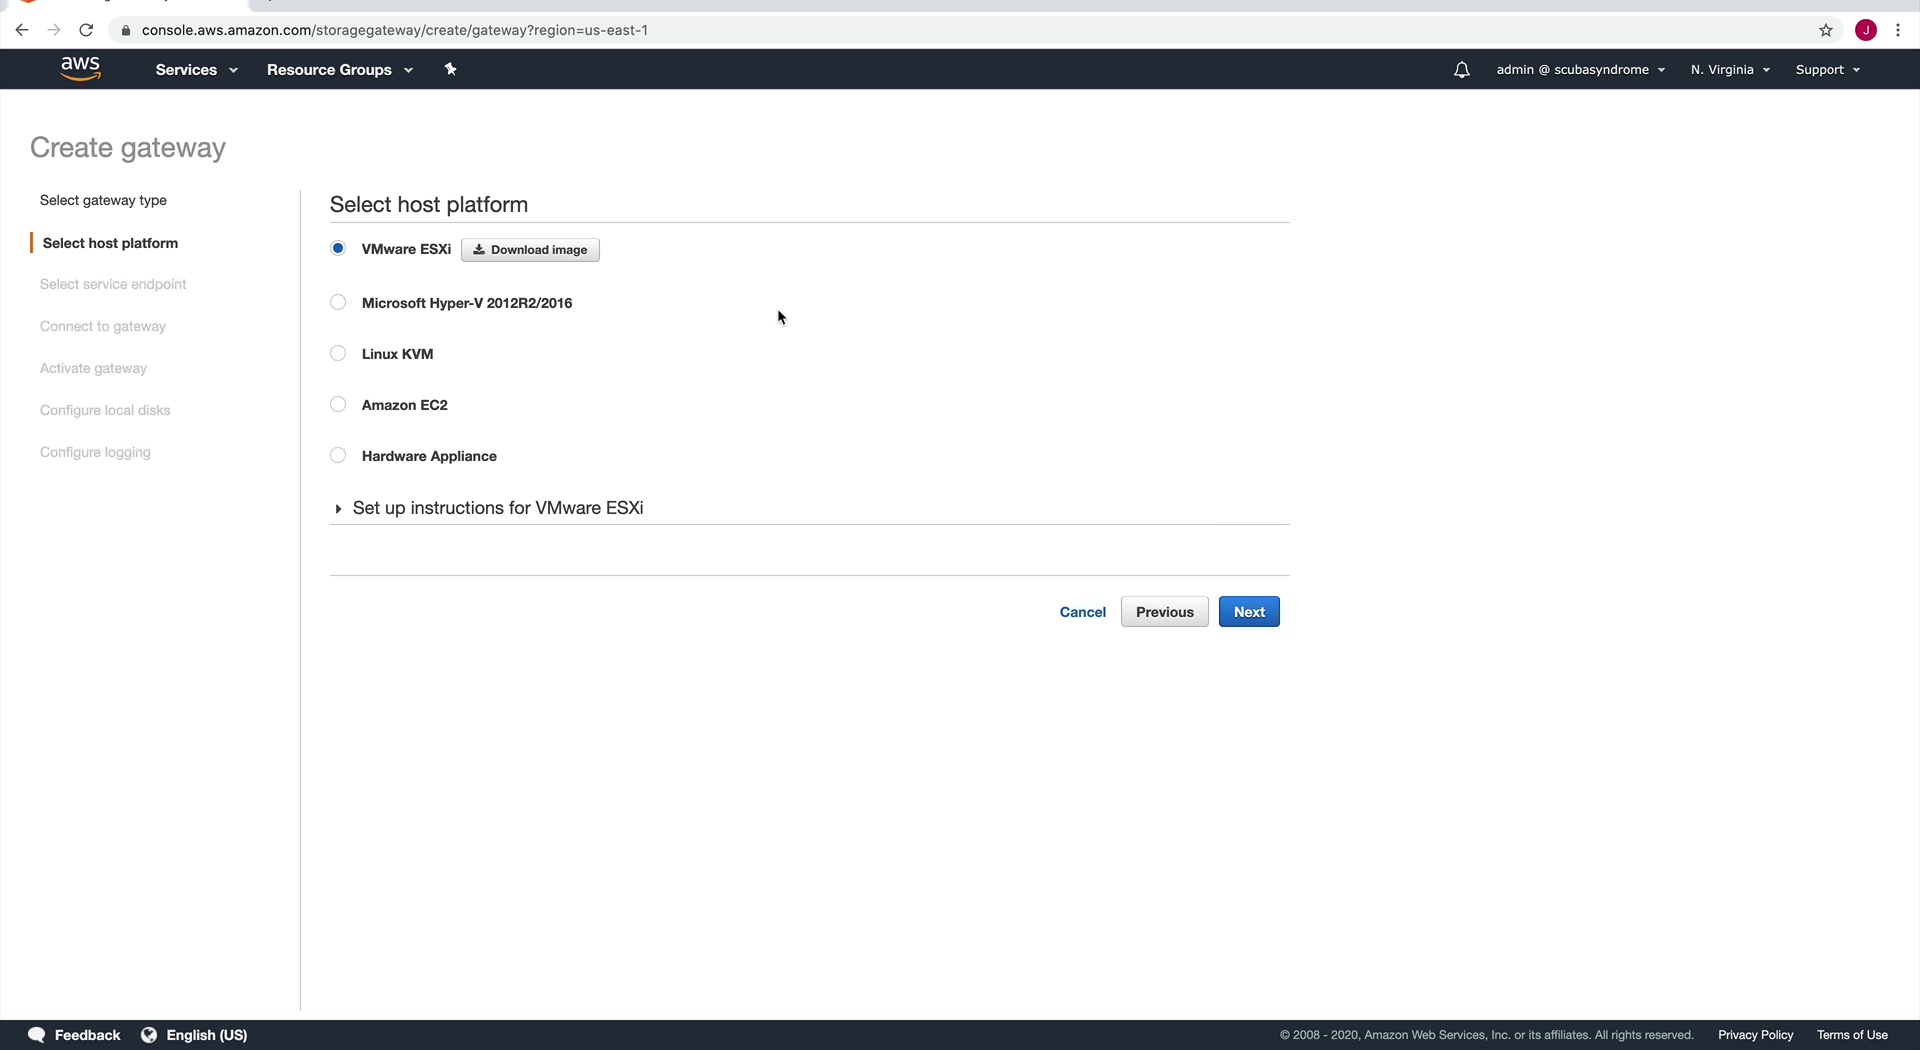 console.aws.amazon.com/storagegateway/create/gateway?region=us-east-1
J
aws
Services
Resource Groups
admin @ scubasyndrome
N. Virginia
Support
Create gateway
Select gateway type
Select host platform
Select service endpoint
Connect to gateway
Activate gateway
Configure local disks
Configure logging
Select host platform
VMware ESXi
Download image
Microsoft Hyper-V 2012R2/2016
Linux KVM
Amazon EC2
Hardware Appliance
Set up instructions for VMware ESXi
Cancel
Previous
Next
Feedback
English (US)
© 2008 - 2020, Amazon Web Services, Inc. or its affiliates. All rights reserved.
Privacy Policy
Terms of Use